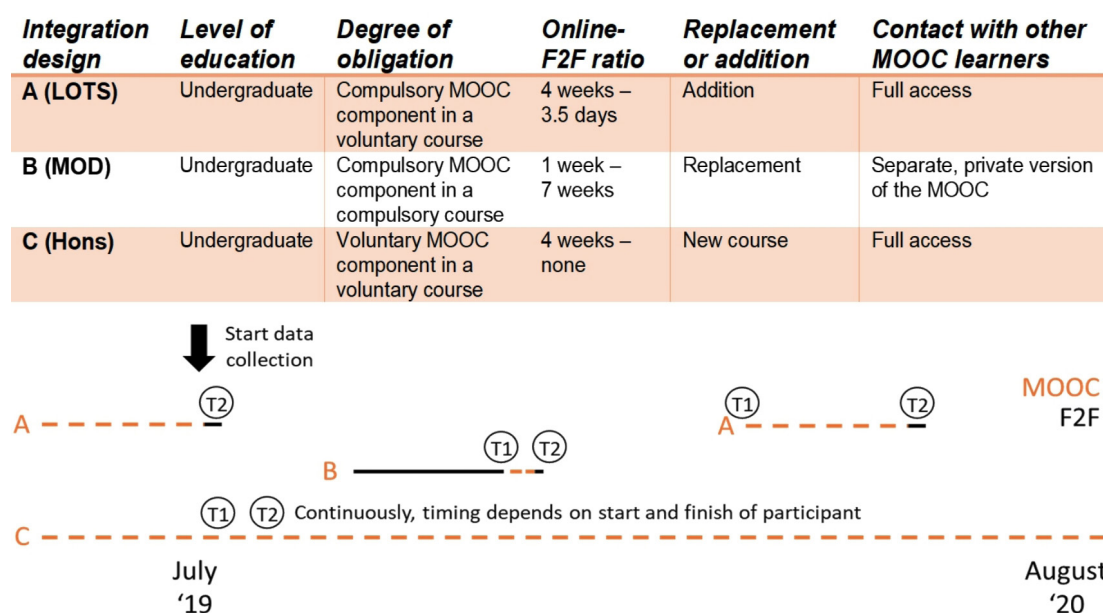 Integration design Level of education Degree of obligation Online-F2F ratio Replacement or addition Contact with other MOOC learners
A (LOTS) Undergraduate Compulsory MOOC component in a voluntary course 4 weeks – 3.5 days Addition Full access
B (MOD) Undergraduate Compulsory MOOC component in a compulsory course 1 week – 7 weeks Replacement Separate, private version of the MOOC
C (Hons) Undergraduate Voluntary MOOC component in a voluntary course 4 weeks – none New course Full access
Start data
collection
T2
T1
T2
MOOC
A
A
F2F
T1
T2
B
T1 T2 Continuously, timing depends on start and finish of participant
C
July
'19
August
'20